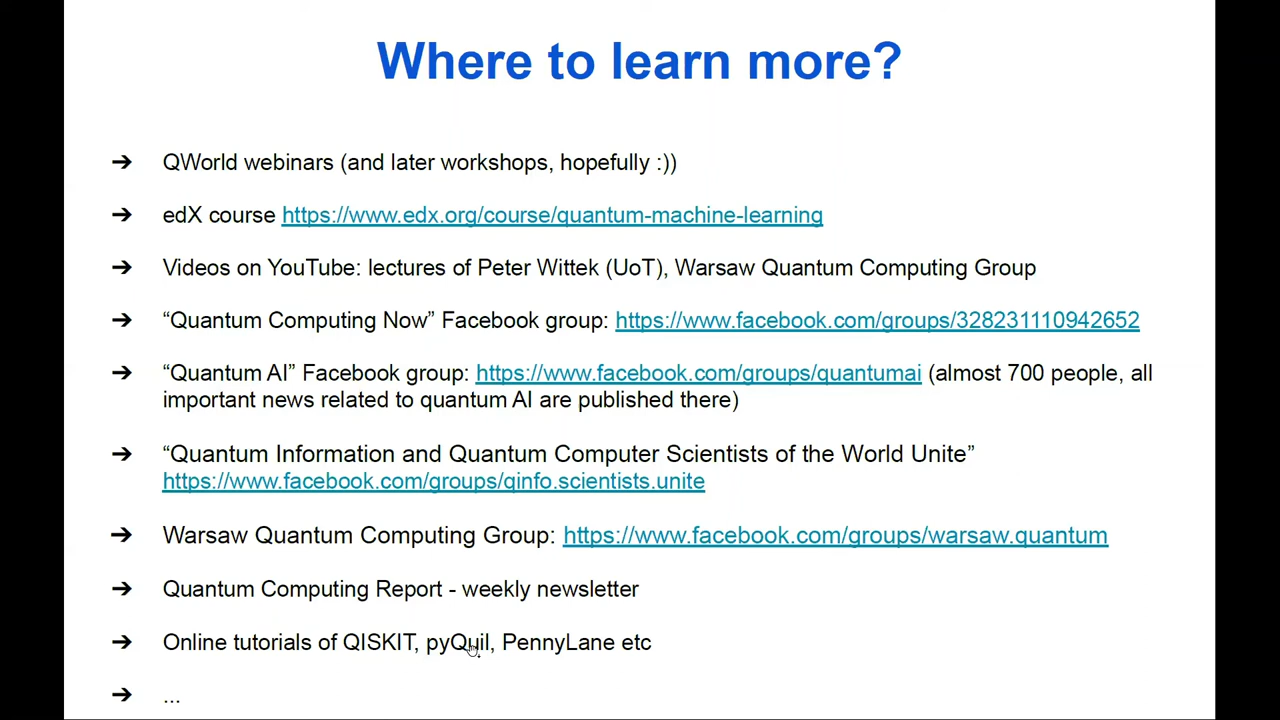 Where to learn more?
➔ QWorld webinars (and later workshops, hopefully :))
➔ edX course https://www.edx.org/course/quantum-machine-learning
➔ Videos on YouTube: lectures of Peter Wittek (UoT), Warsaw Quantum Computing Group
➔ “Quantum Computing Now” Facebook group: https://www.facebook.com/groups/328231110942652
➔ “Quantum AI” Facebook group: https://www.facebook.com/groups/quantumai (almost 700 people, all
important news related to quantum AI are published there)
➔ “Quantum Information and Quantum Computer Scientists of the World Unite”
https://www.facebook.com/groups/qinfo.scientists.unite
➔ Warsaw Quantum Computing Group: https://www.facebook.com/groups/warsaw.quantum
➔ Quantum Computing Report - weekly newsletter
➔ Online tutorials of QISKIT, pyQuil, PennyLane etc
➔ ...